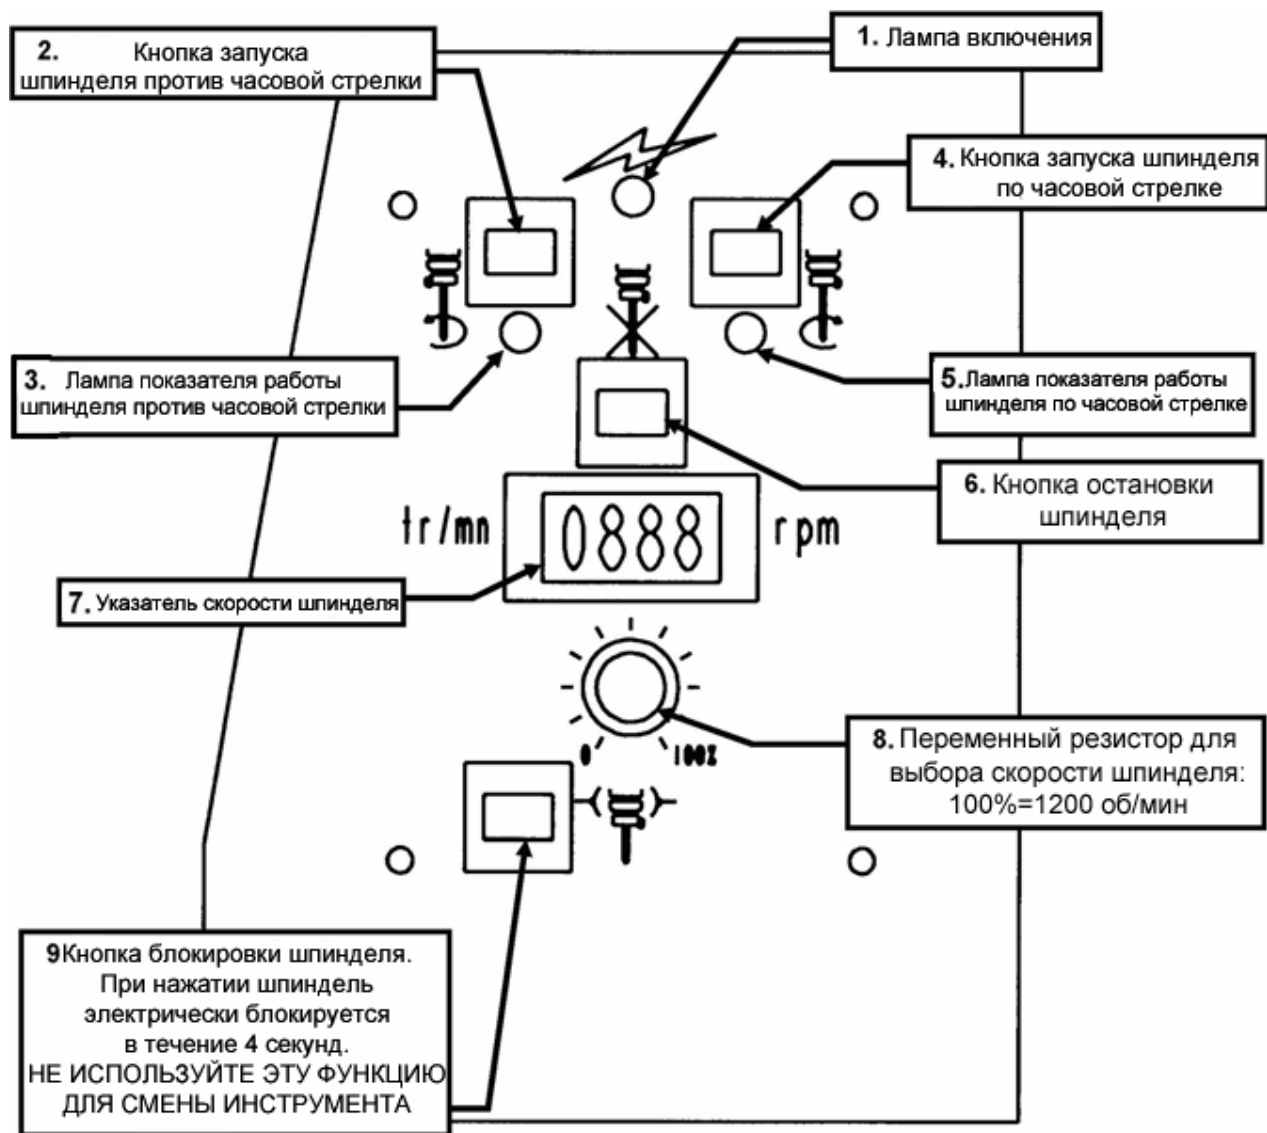 2. Кнопка запуска
шпинделя против часовой стрелки
1. Лампа включения
4. Кнопка запуска шпинделя
по часовой стрелке
3. Лампа показателя работы
шпинделя против часовой стрелки
5.Лампа показателя работы
шпинделя по часовой стрелке
6. Кнопка остановки
шпинделя
tr/mn 0888 rpm
7. Указатель скорости шпинделя
8. Переменный резистор для
выбора скорости шпинделя:
100%=1200 об/мин
0 100%
9Кнопка блокировки шпинделя.
При нажатии шпиндель
электрически блокируется
в течение 4 секунд.
НЕ ИСПОЛЬЗУЙТЕ ЭТУ ФУНКЦИЮ
ДЛЯ СМЕНЫ ИНСТРУМЕНТА